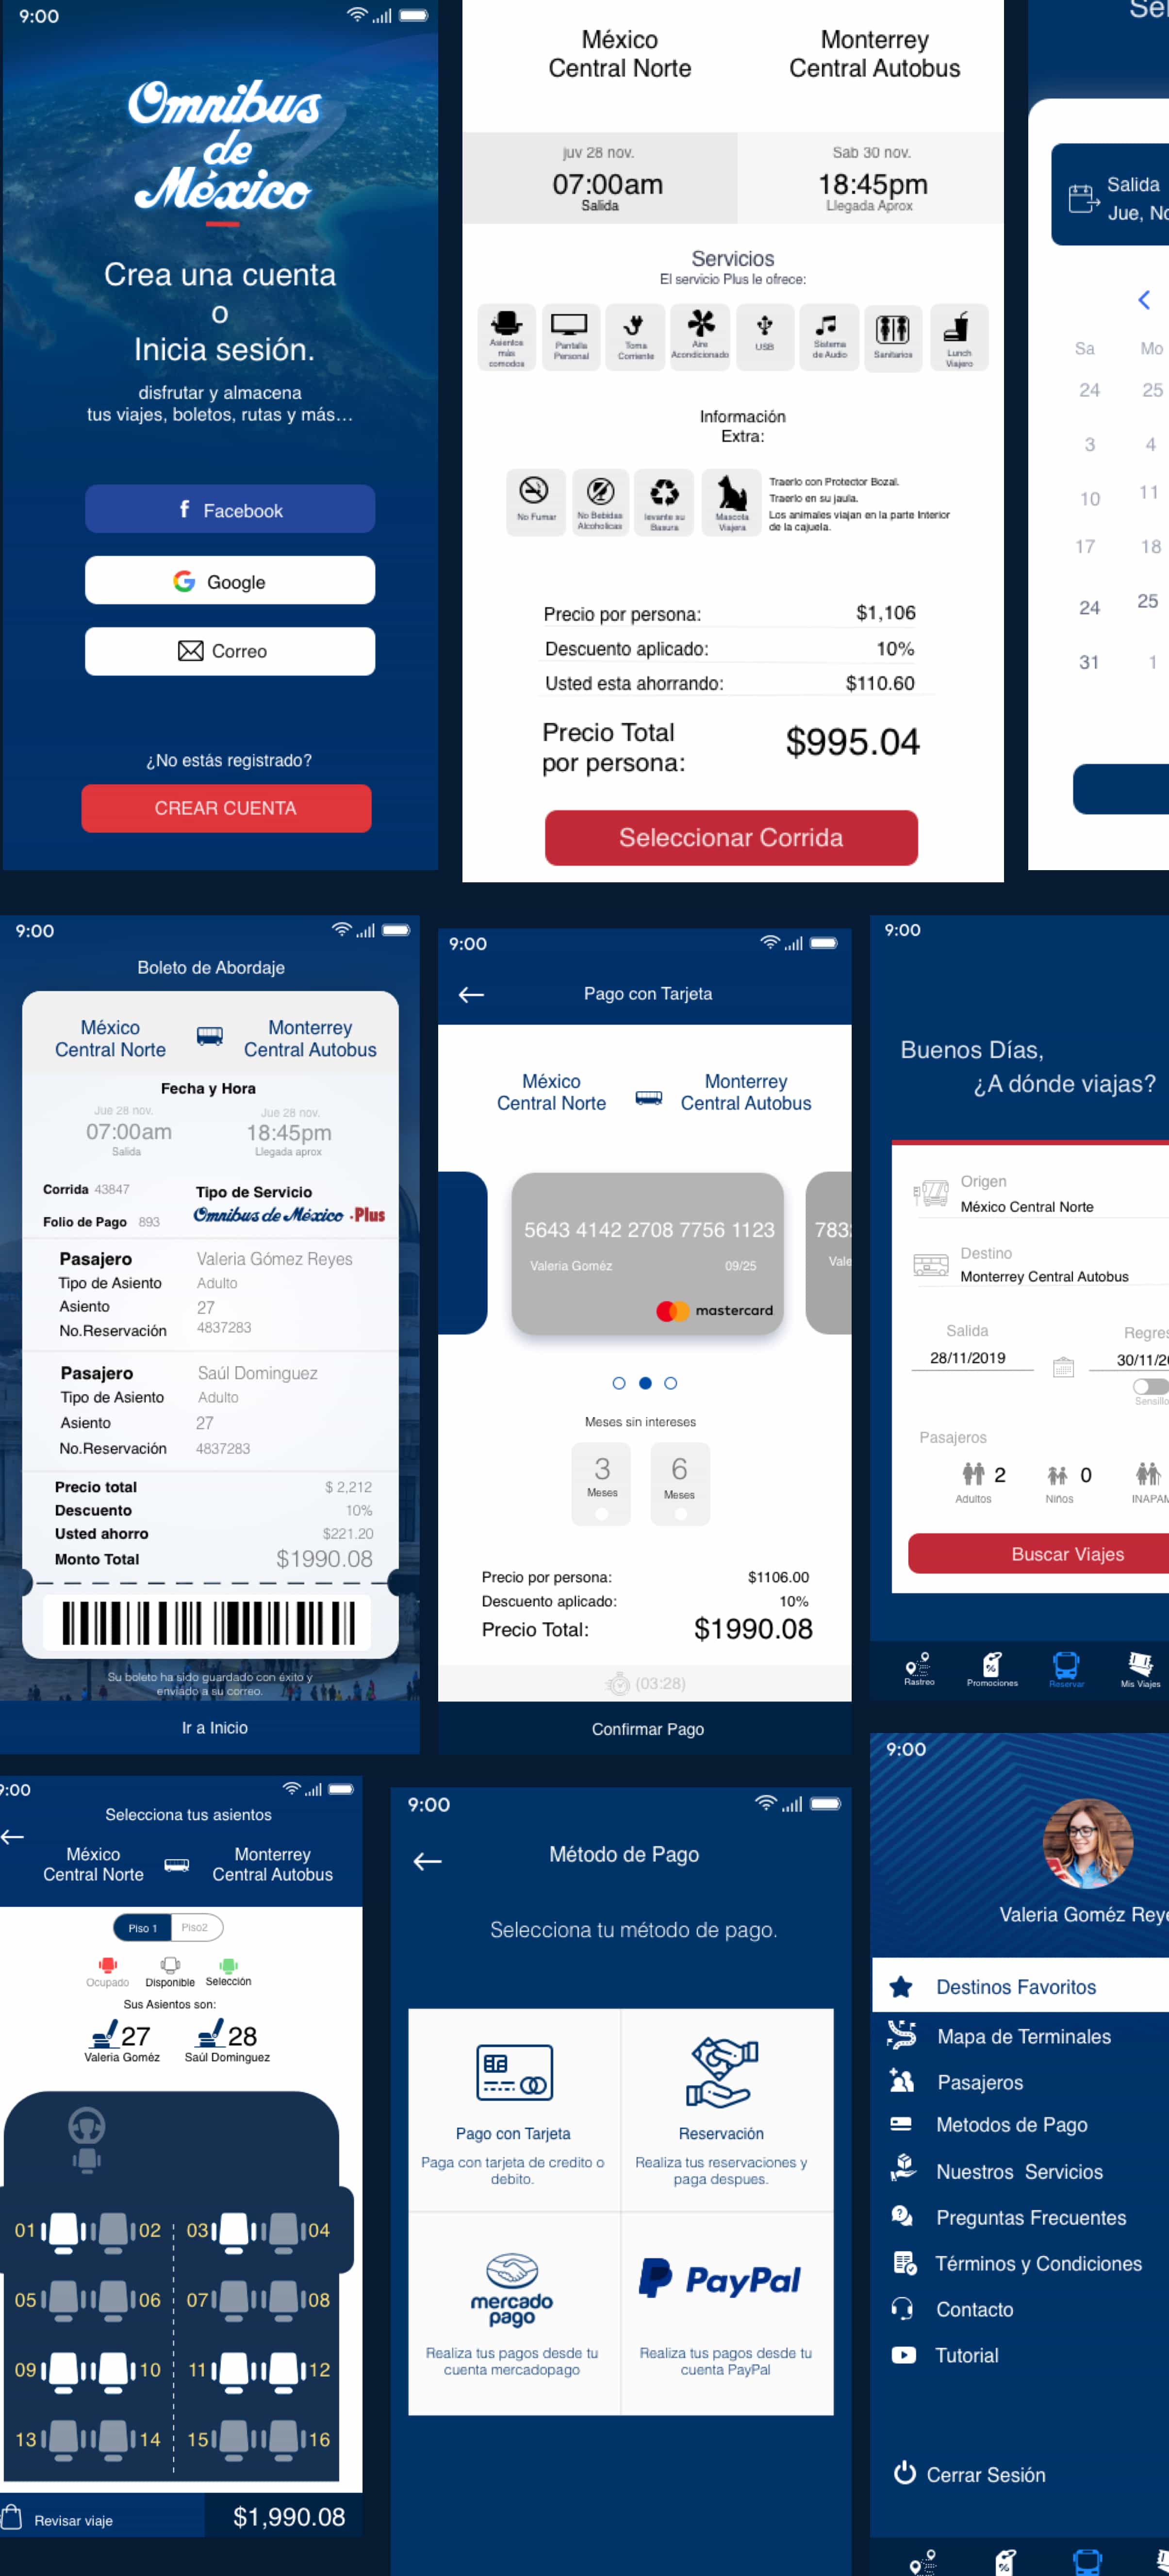 9:00
Omnibus
de
México
Crea una cuenta
o
Inicia sesión.
disfrutar y almacena
tus viajes, boletos, rutas y más...
Facebook
Google
Correo
¿No estás registrado?
CREAR CUENTA
México
Central Norte
Monterrey
Central Autobus
juv 28 nov.
07:00am
Salida
Sab 30 nov.
18:45pm
Llegada Aprox
Servicios
El servicio Plus le ofrece:
Asientos
más
comodos
Pantalla
Personal
Toma
Corriente
Aire
Acondicionado
USB
Sistema
de Audio
Sanitarios
Lunch
Viajero
Información
Extra:
No Fumar
No Bebidas
Alcoholicas
levante su
Basura
Mascota
Viajera
Traerlo con Protector Bozal.
Traerlo en su jaula.
Los animales viajan en la parte Interior
de la cajuela.
Precio por persona: $1,106
Descuento aplicado: 10%
Usted esta ahorrando: $110.60
Precio Total
por persona:
$995.04
Seleccionar Corrida
Sel
Salida
Jue, No
Sa Mo
24 25
3 4
10 11
17 18
24 25
31 1
9:00
Boleto de Abordaje
México
Central Norte
Monterrey
Central Autobus
Fecha y Hora
Jue 28 nov.
07:00am
Salida
Jue 28 nov.
18:45pm
Llegada aprox
Corrida 43847
Folio de Pago 893
Tipo de Servicio
Omnibus de México ·Plus
Pasajero Valeria Gómez Reyes
Tipo de Asiento Adulto
Asiento 27
No.Reservación 4837283
Pasajero Saúl Dominguez
Tipo de Asiento Adulto
Asiento 27
No.Reservación 4837283
Precio total $ 2,212
Descuento 10%
Usted ahorro $221.20
Monto Total $1990.08
Su boleto ha sido guardado con éxito y
enviado a su correo.
Ir a Inicio
9:00
Pago con Tarjeta
México
Central Norte
Monterrey
Central Autobus
5643 4142 2708 7756 1123
Valeria Goméz 09/25
mastercard
783
Vale
Meses sin intereses
3
Meses
6
Meses
Precio por persona: $1106.00
Descuento aplicado: 10%
Precio Total: $1990.08
(03:28)
Confirmar Pago
9:00
Buenos Días,
¿A dónde viajas?
Origen
México Central Norte
Destino
Monterrey Central Autobus
Salida
28/11/2019
Regres
30/11/20
Sencillo
Pasajeros
2 0
Adultos Niños INAPAM
Buscar Viajes
Rastreo Promociones Reservar Mis Viajes
9:00
Selecciona tus asientos
México
Central Norte
Monterrey
Central Autobus
Piso 1 Piso2
Ocupado Disponible Selección
Sus Asientos son:
27 28
Valeria Goméz Saúl Dominguez
01 02 03 04
05 06 07 08
09 10 11 12
13 14 15 16
Revisar viaje $1,990.08
9:00
Método de Pago
Selecciona tu método de pago.
Pago con Tarjeta
Paga con tarjeta de credito o
debito.
Reservación
Realiza tus reservaciones y
paga despues.
mercado
pago
Realiza tus pagos desde tu
cuenta mercadopago
PayPal
Realiza tus pagos desde tu
cuenta PayPal
9:00
Valeria Goméz Reye
Destinos Favoritos
Mapa de Terminales
Pasajeros
Metodos de Pago
Nuestros Servicios
Preguntas Frecuentes
Términos y Condiciones
Contacto
Tutorial
Cerrar Sesión